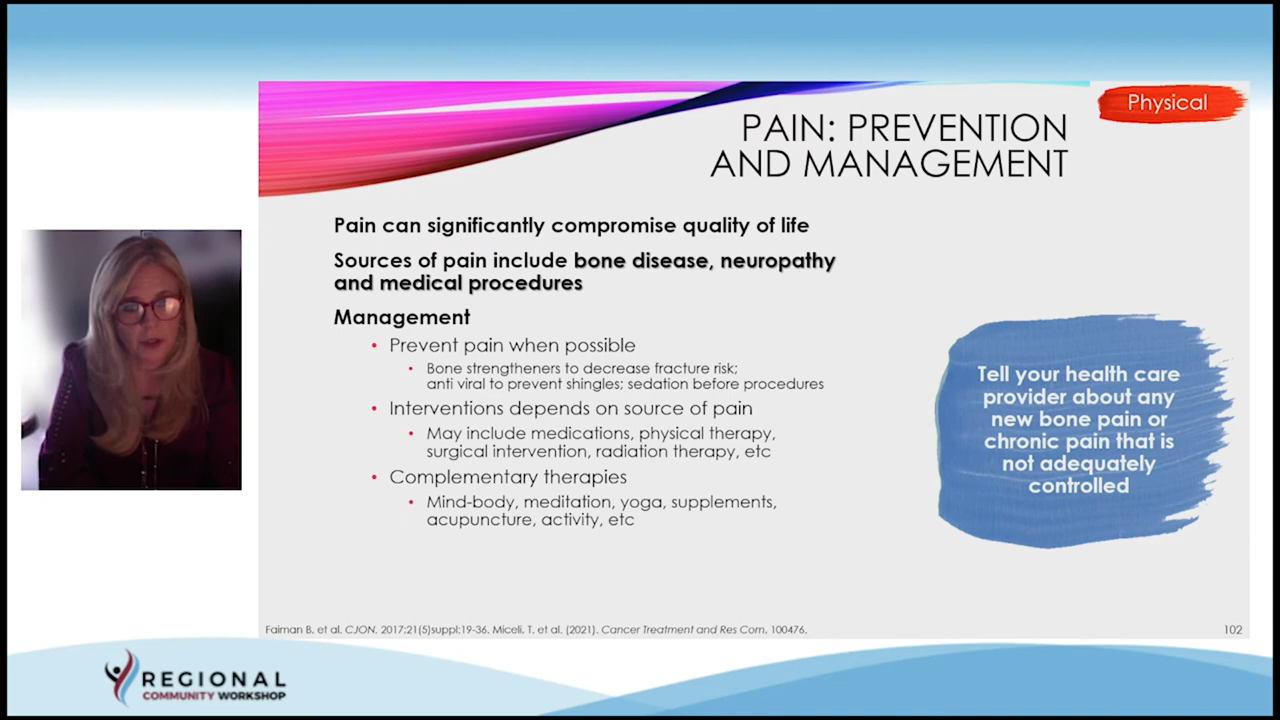 Physical
PAIN: PREVENTION
AND MANAGEMENT
Pain can significantly compromise quality of life
Sources of pain include bone disease, neuropathy
and medical procedures
Management
• Prevent pain when possible
• Bone strengtheners to decrease fracture risk;
anti viral to prevent shingles; sedation before procedures
• Interventions depends on source of pain
• May include medications, physical therapy,
surgical intervention, radiation therapy, etc
• Complementary therapies
• Mind-body, meditation, yoga, supplements,
acupuncture, activity, etc
Tell your health care
provider about any
new bone pain or
chronic pain that is
not adequately
controlled
Faiman B. et al. CJON. 2017;21(5)suppl:19-36. Miceli. T. et al. (2021). Cancer Treatment and Res Com. 100476.
102
REGIONAL
COMMUNITY WORKSHOP